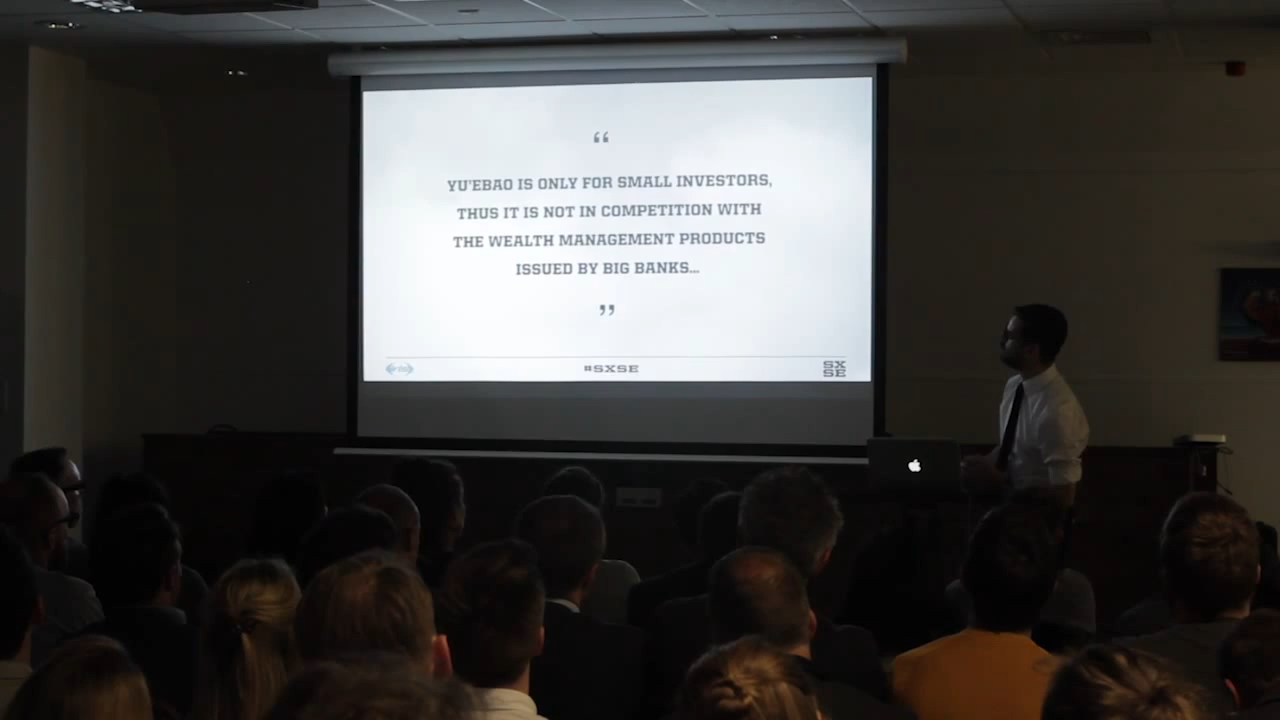 “
YU'EBAO IS ONLY FOR SMALL INVESTORS,
THUS IT IS NOT IN COMPETITION WITH
THE WEALTH MANAGEMENT PRODUCTS
ISSUED BY BIG BANKS...
”
#SXSE
SX
SE